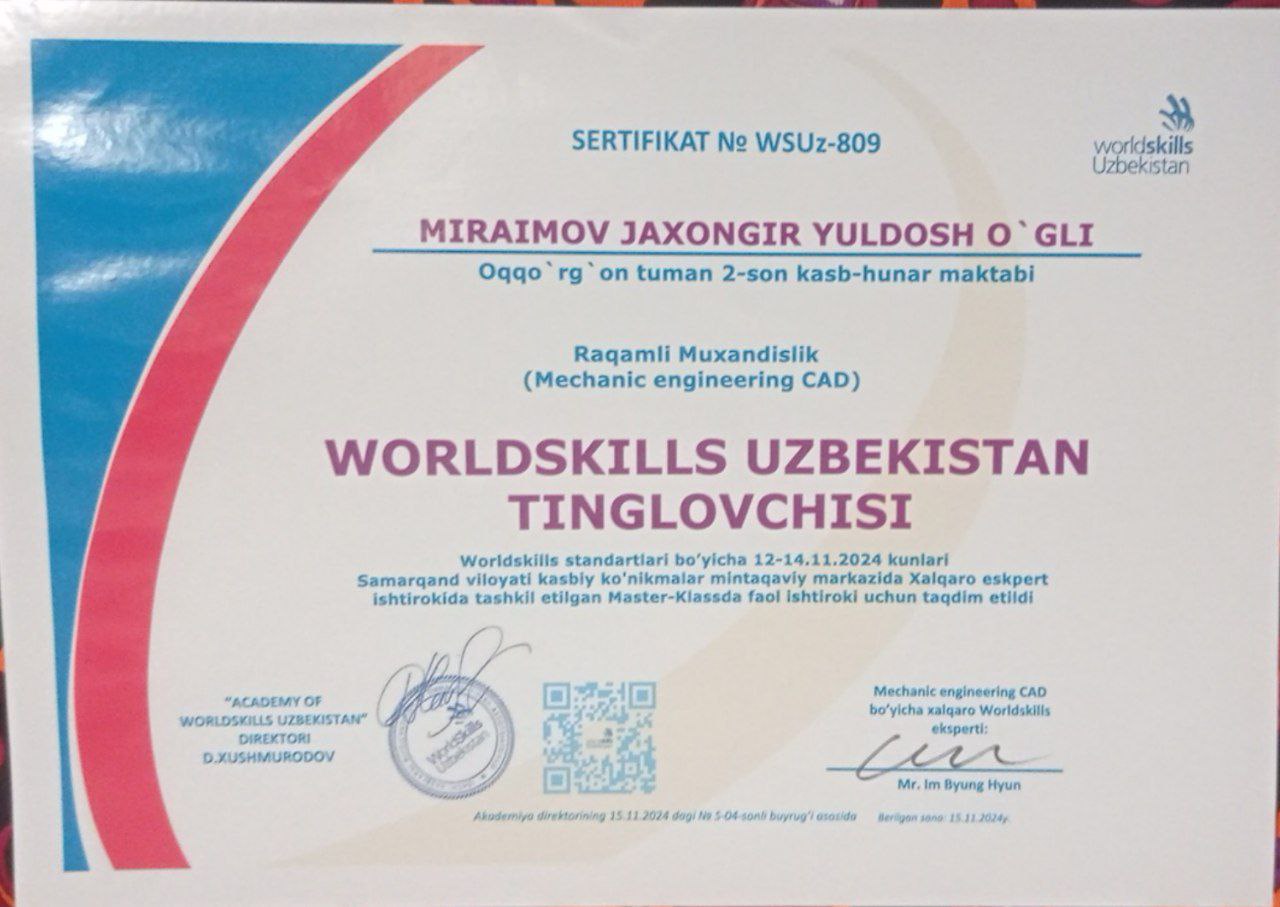 SERTIFIKAT № WSUz-809
worldskills
Uzbekistan
MIRAIMOV JAXONGIR YULDOSH O`GLI
Oqqo`rg`on tuman 2-son kasb-hunar maktabi
Raqamli Muxandislik
(Mechanic engineering CAD)
WORLDSKILLS UZBEKISTAN
TINGLOVCHISI
Worldskills standartlari bo‘yicha 12-14.11.2024 kunlari
Samarqand viloyati kasbiy ko'nikmalar mintaqaviy markazida Xalqaro eskpert
ishtirokida tashkil etilgan Master-Klassda faol ishtiroki uchun taqdim etildi
"ACADEMY OF
WORLDSKILLS UZBEKISTAN"
DIREKTORI
D.XUSHMURODOV
WorldSkills
Uzbekistan
Mechanic engineering CAD
bo‘yicha xalqaro Worldskills
eksperti:
Mr. Im Byung Hyun
Akademiya direktorining 15.11.2024 dagi № 5-04-sonli buyrug‘i asosida
Berilgan sana: 15.11.2024y.